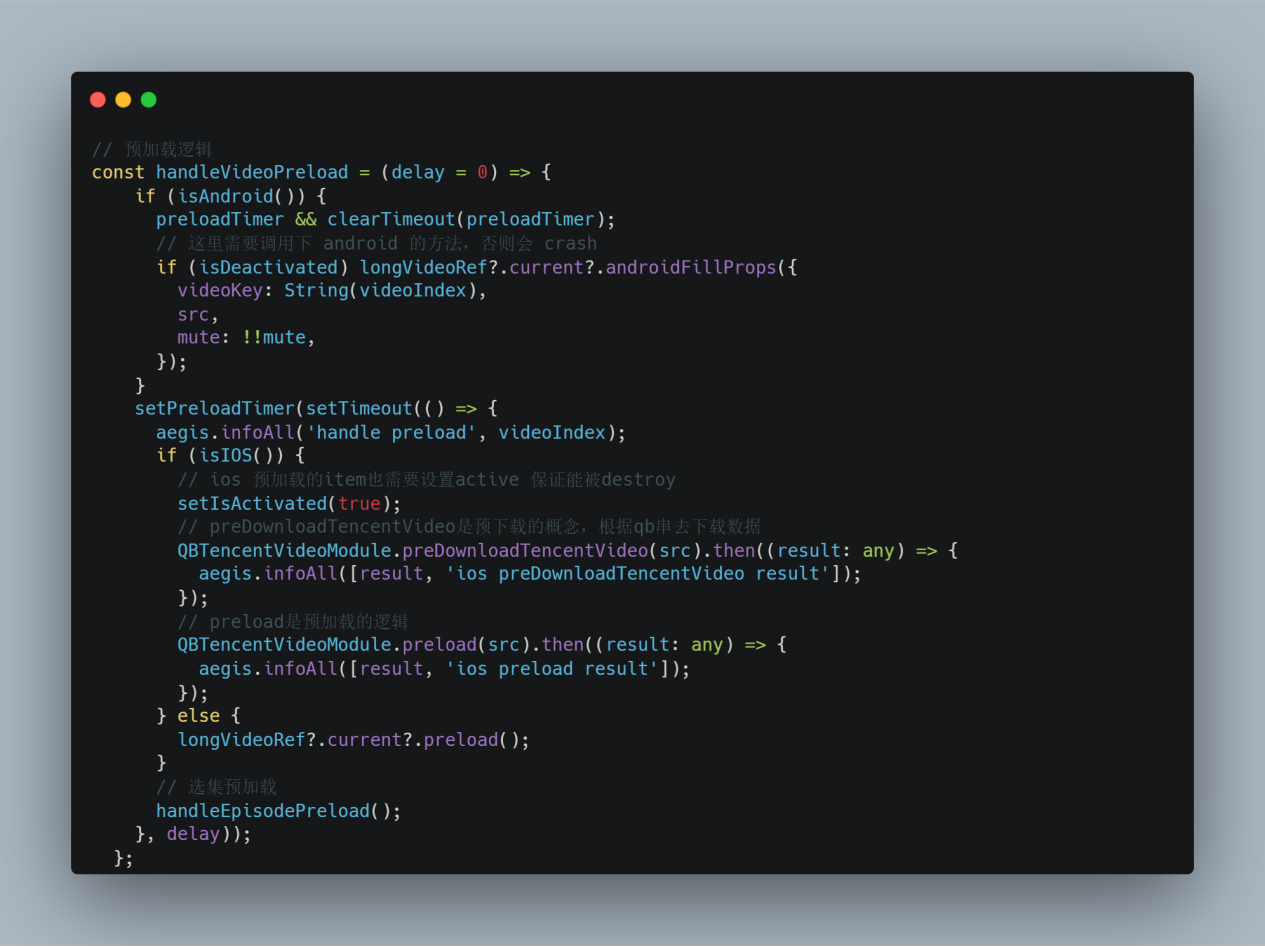 // 预加载逻辑
const handleVideoPreload = (delay = 0) => {
    if (isAndroid()) {
      preloadTimer && clearTimeout(preloadTimer);
      // 这里需要调用下 android 的方法，否则会 crash
      if (isDeactivated) longVideoRef?.current?.androidFillProps({
        videoKey: String(videoIndex),
        src,
        mute: !!mute,
      });
    }
    setPreloadTimer(setTimeout(() => {
      aegis.infoAll('handle preload', videoIndex);
      if (isIOS()) {
        // ios 预加载的item也需要设置active 保证能被destroy
        setIsActivated(true);
        // preDownloadTencentVideo是预下载的概念，根据qb串去下载数据
        QBTencentVideoModule.preDownloadTencentVideo(src).then((result: any) => {
          aegis.infoAll([result, 'ios preDownloadTencentVideo result']);
        });
        // preload是预加载的逻辑
        QBTencentVideoModule.preload(src).then((result: any) => {
          aegis.infoAll([result, 'ios preload result']);
        });
      } else {
        longVideoRef?.current?.preload();
      }
      // 选集预加载
      handleEpisodePreload();
    }, delay));
  };